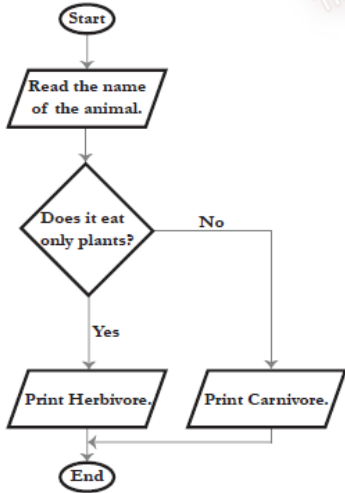 Start
Read the name
of the animal.
Does it eat
only plants?
No
Yes
Print Herbivore.
Print Carnivore.
End